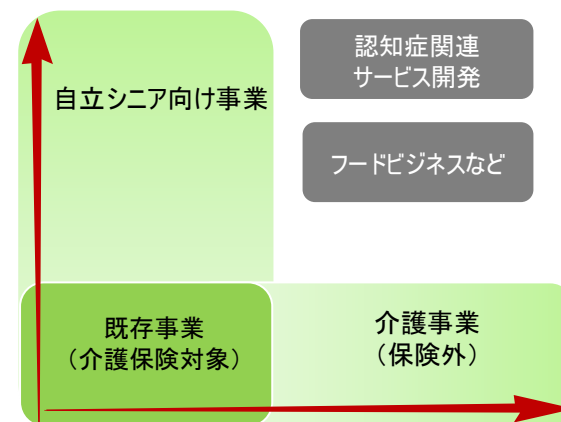 認知症関連
サービス開発
自立シニア向け事業
フードビジネスなど
既存事業
（介護保険対象）
介護事業
（保険外）